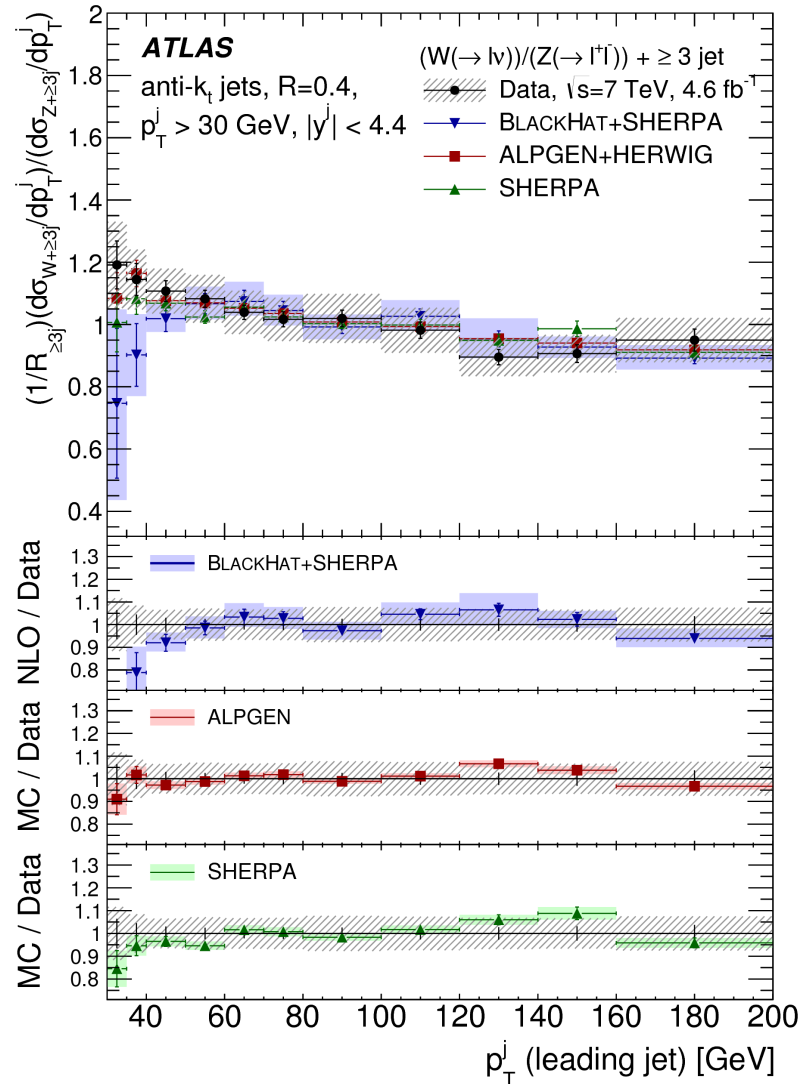 ATLAS
anti-k_t jets, R=0.4,
p_T^j > 30 GeV, |y^j| < 4.4
(W(→ lν))/(Z(→ l⁺l⁻)) + ≥ 3 jet
Data, √s=7 TeV, 4.6 fb⁻¹
BLACKHAT+SHERPA
ALPGEN+HERWIG
SHERPA
(1/R_≥3j)(dσ_W+≥3j/dp_T^j)/(dσ_Z+≥3j/dp_T^j)
2
1.8
1.6
1.4
1.2
1
0.8
0.6
0.4
BLACKHAT+SHERPA
NLO / Data
1.3
1.2
1.1
1
0.9
0.8
ALPGEN
MC / Data
1.3
1.2
1.1
1
0.9
0.8
SHERPA
MC / Data
1.3
1.2
1.1
1
0.9
0.8
40 60 80 100 120 140 160 180 200
p_T^j (leading jet) [GeV]